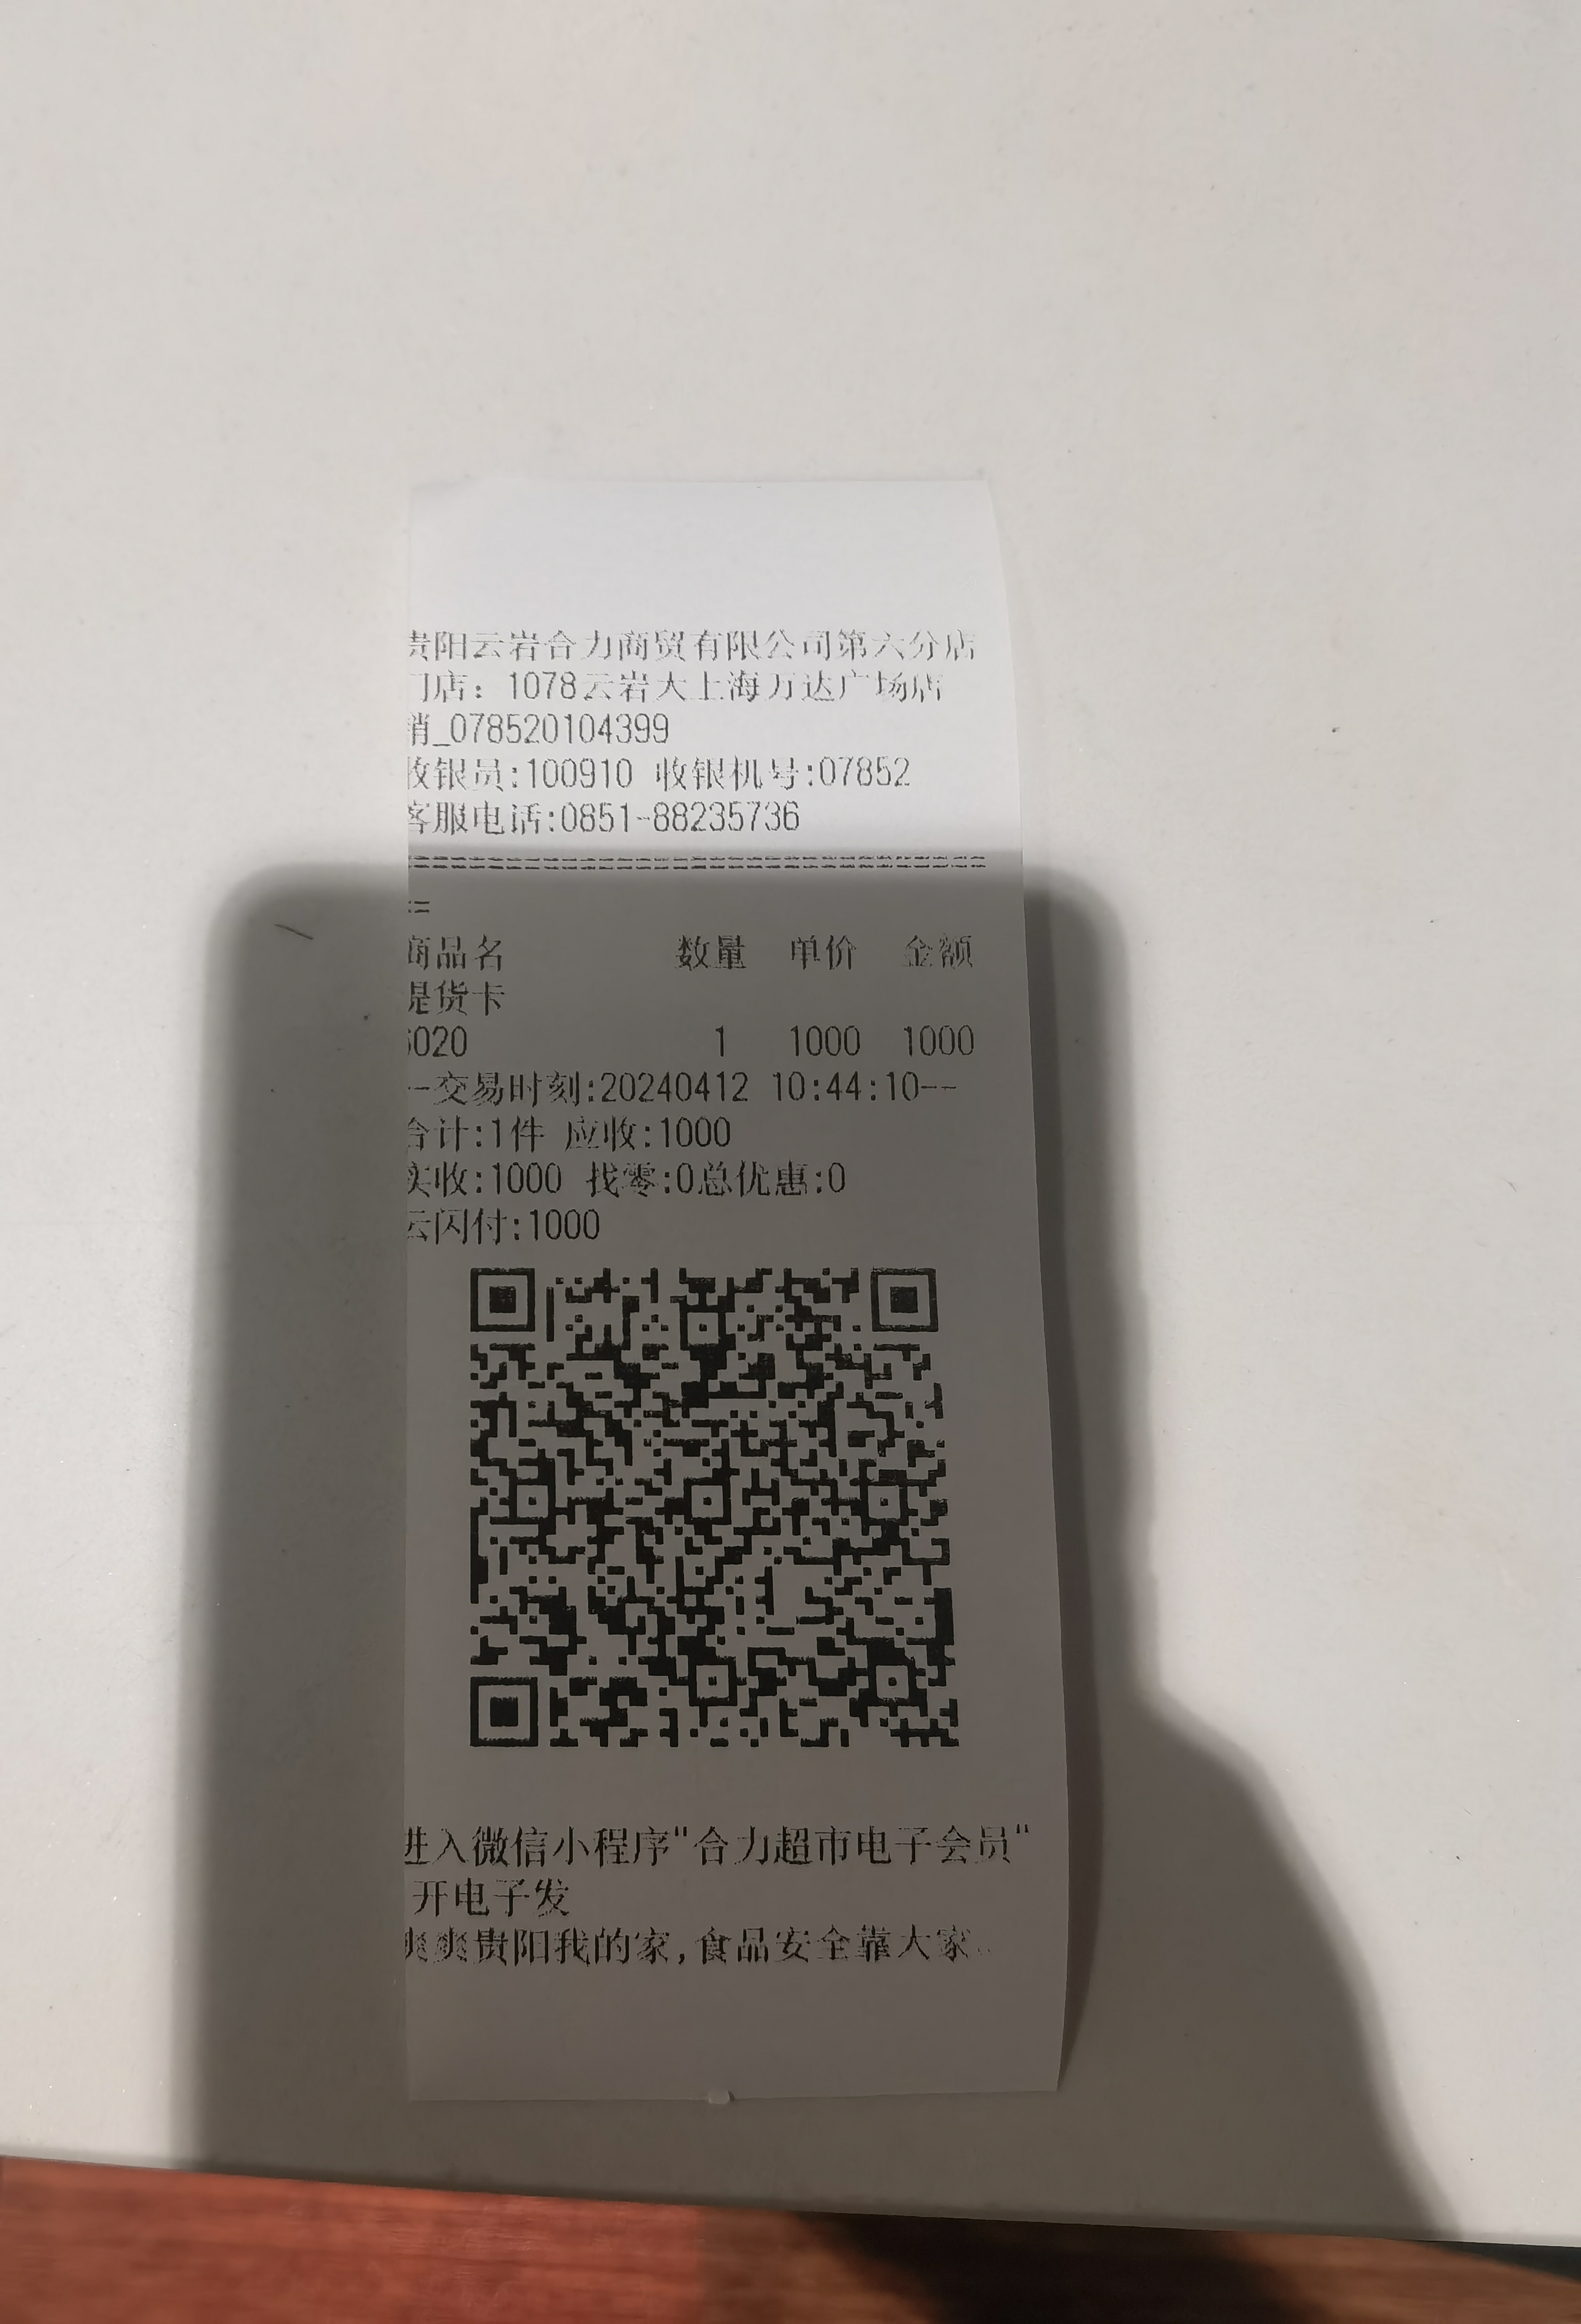 贵阳云岩合力商贸有限公司第六分店
门店：1078云岩大上海万达广场店
销_078520104399
收银员:100910 收银机号:07852
客服电话:0851-88235736
==================================================
==
商品名 数量 单价 金额
提货卡
6020 1 1000 1000
--交易时刻:20240412 10:44:10--
合计:1件 应收:1000
实收:1000 找零:0总优惠:0
云闪付:1000
进入微信小程序"合力超市电子会员"
开电子发
爽爽贵阳我的家,食品安全靠大家..